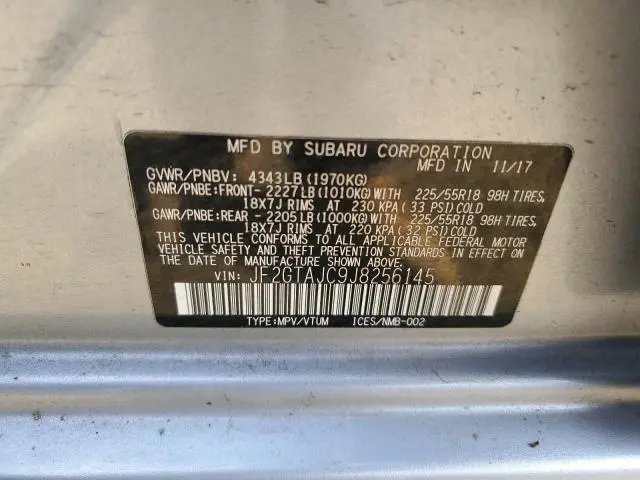 MFD BY SUBARU CORPORATION
MFD IN 11/17
GVWR/PNBV: 4343LB (1970KG)
GAWR/PNBE:FRONT- 2227LB(1010KG) WITH 225/55R18 98H TIRES,
18X7J RIMS AT 230 KPA (33 PSI) COLD
GAWR/PNBE:REAR - 2205LB(1000KG) WITH 225/55R18 98H TIRES,
18X7J RIMS AT 220 KPA (32 PSI) COLD
THIS VEHICLE CONFORMS TO ALL APPLICABLE FEDERAL MOTOR
VEHICLE SAFETY AND THEFT PREVENTION STANDARDS IN EFFECT
ON THE DATE OF MANUFACTURE SHOWN ABOVE.
VIN: JF2GTAJC9J8256145
TYPE:MPV/VTUM ICES/NMB-002